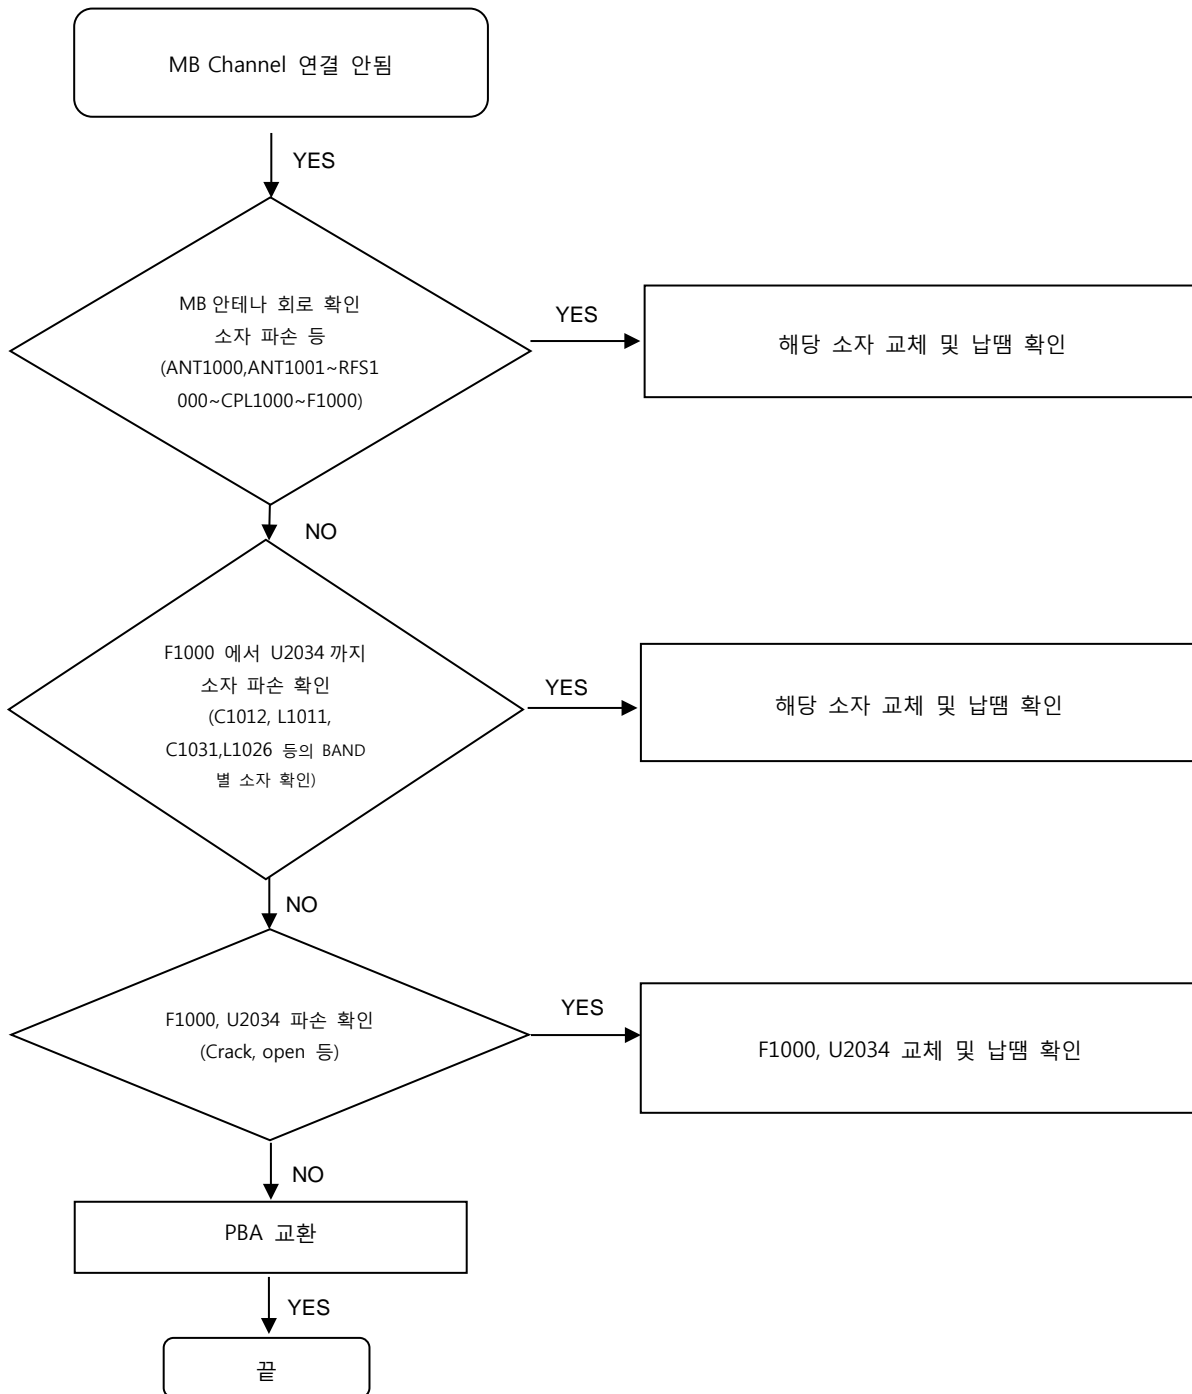 MB Channel 연결 안됨
YES
MB 안테나 회로 확인
소자 파손 등
(ANT1000,ANT1001~RFS1
000~CPL1000~F1000)
YES
해당 소자 교체 및 납땜 확인
NO
F1000 에서 U2034 까지
소자 파손 확인
(C1012, L1011,
C1031,L1026 등의 BAND
별 소자 확인)
YES
해당 소자 교체 및 납땜 확인
NO
F1000, U2034 파손 확인
(Crack, open 등)
YES
F1000, U2034 교체 및 납땜 확인
NO
PBA 교환
YES
끝